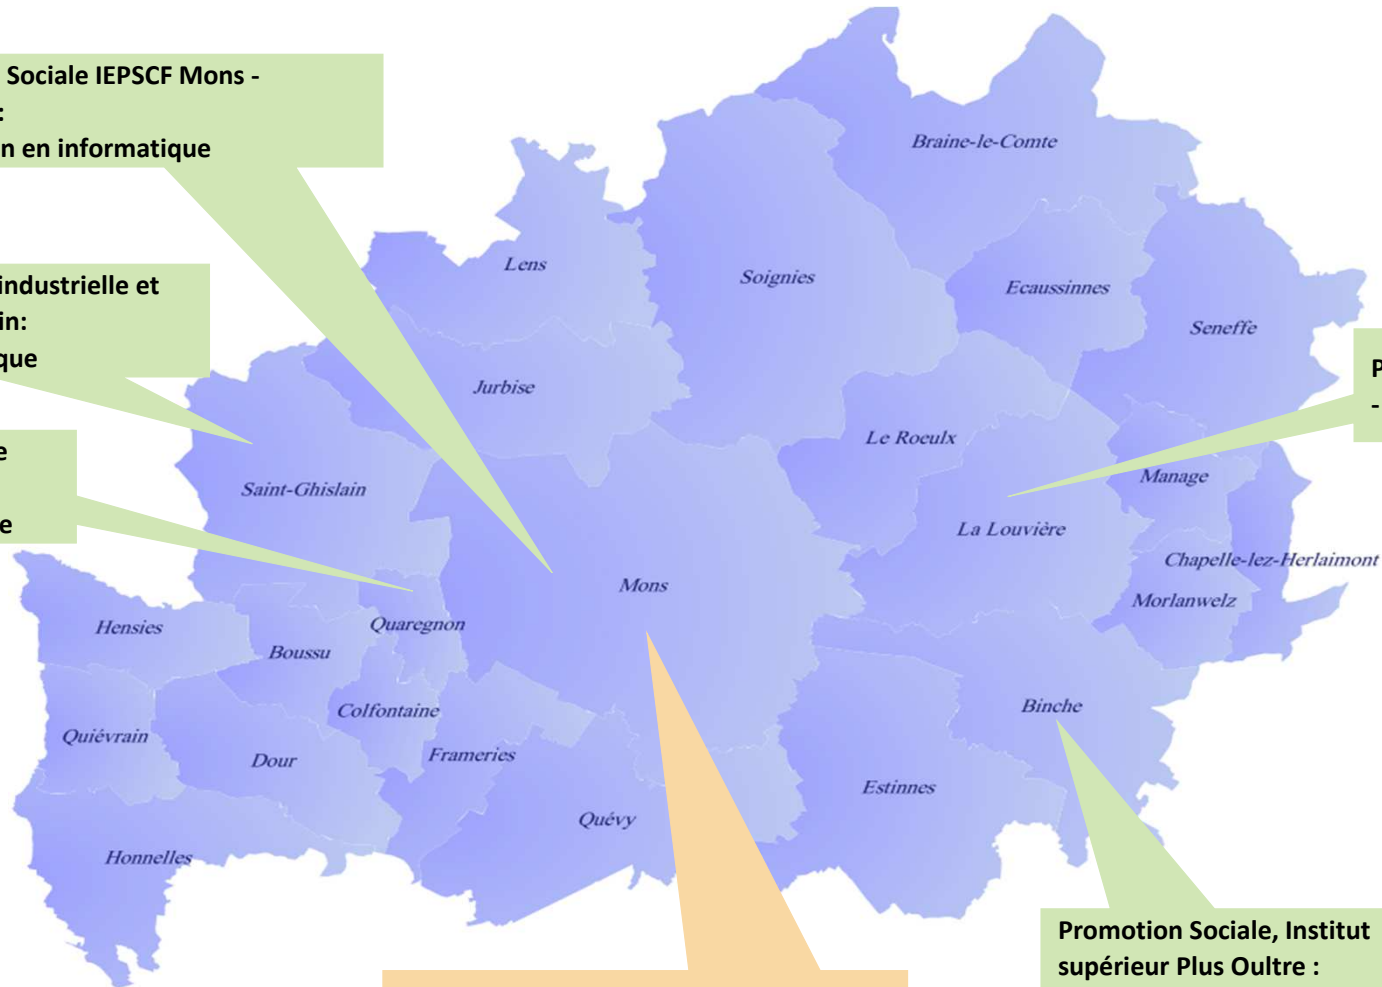 Sociale IEPSCF Mons -
:
n en informatique
industrielle et
in:
que
e
e
P
-
Braine-le-Comte
Lens
Soignies
Ecaussinnes
Seneffe
Jurbise
Le Roeulx
Saint-Ghislain
Manage
La Louvière
Chapelle-lez-Herlaimont
Mons
Morlanwelz
Hensies
Quaregnon
Boussu
Colfontaine
Binche
Quiévrain
Dour
Frameries
Estinnes
Quévy
Honnelles
Promotion Sociale, Institut
supérieur Plus Oultre :